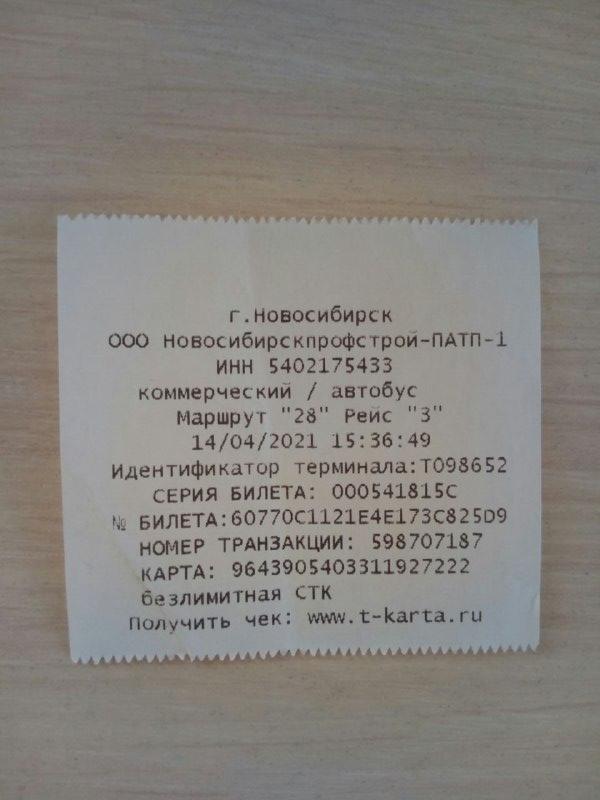 г.Новосибирск
ООО Новосибирскпрофстрой-ПАТП-1
ИНН 5402175433
коммерческий / автобус
Маршрут "28" Рейс "3"
14/04/2021 15:36:49
Идентификатор терминала:Т098652
СЕРИЯ БИЛЕТА: 000541815С
№ БИЛЕТА:60770C1121E4E173C825D9
НОМЕР ТРАНЗАКЦИИ: 598707187
КАРТА: 9643905403311927222
безлимитная СТК
Получить чек: www.t-karta.ru